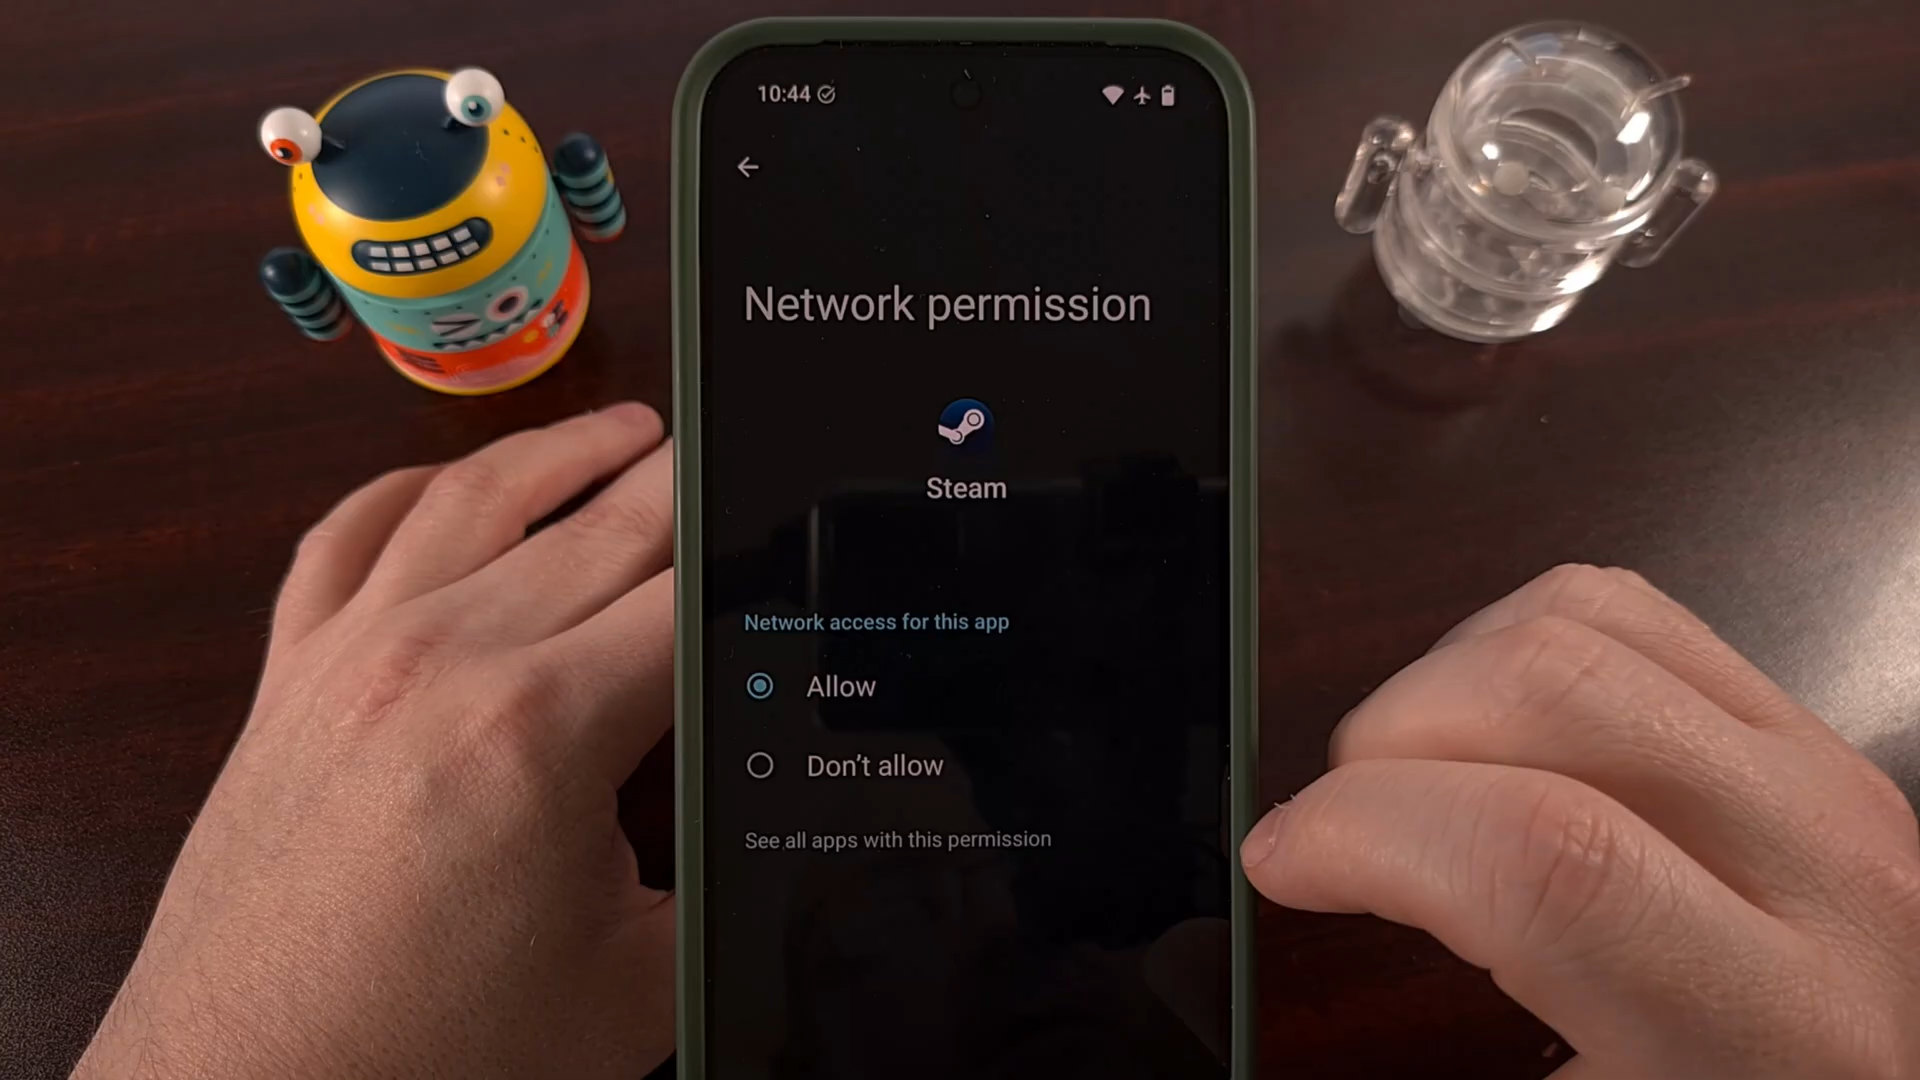 10:44
Network permission
Steam
Network access for this app
Allow
Don't allow
See all apps with this permission